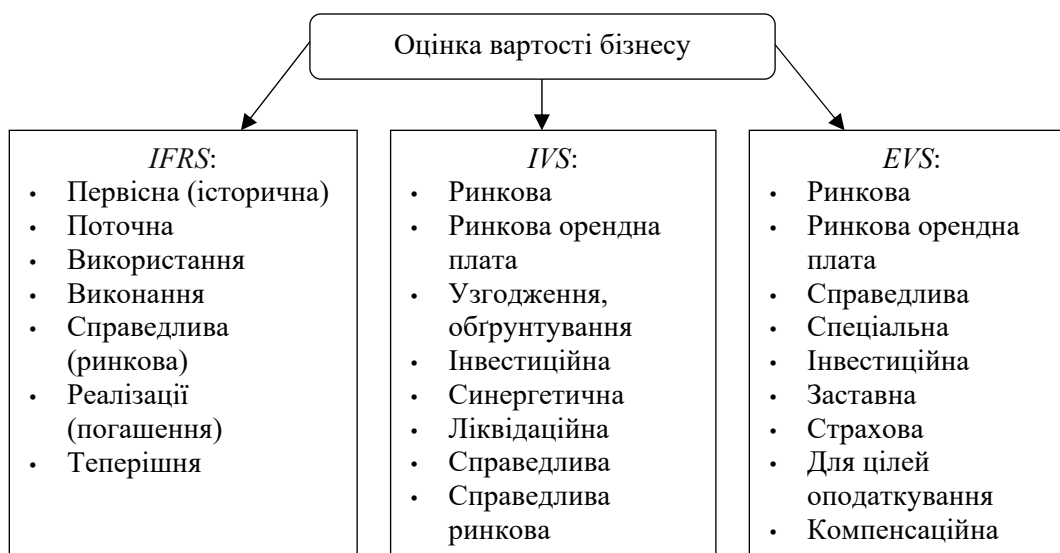 Оцінка вартості бізнесу
IFRS:
• Первісна (історична)
• Поточна
• Використання
• Виконання
• Справедлива
(ринкова)
• Реалізації
(погашення)
• Теперішня
IVS:
• Ринкова
• Ринкова орендна
плата
• Узгодження,
обґрунтування
• Інвестиційна
• Синергетична
• Ліквідаційна
• Справедлива
• Справедлива
ринкова
EVS:
• Ринкова
• Ринкова орендна
плата
• Справедлива
• Спеціальна
• Інвестиційна
• Заставна
• Страхова
• Для цілей
оподаткування
• Компенсаційна